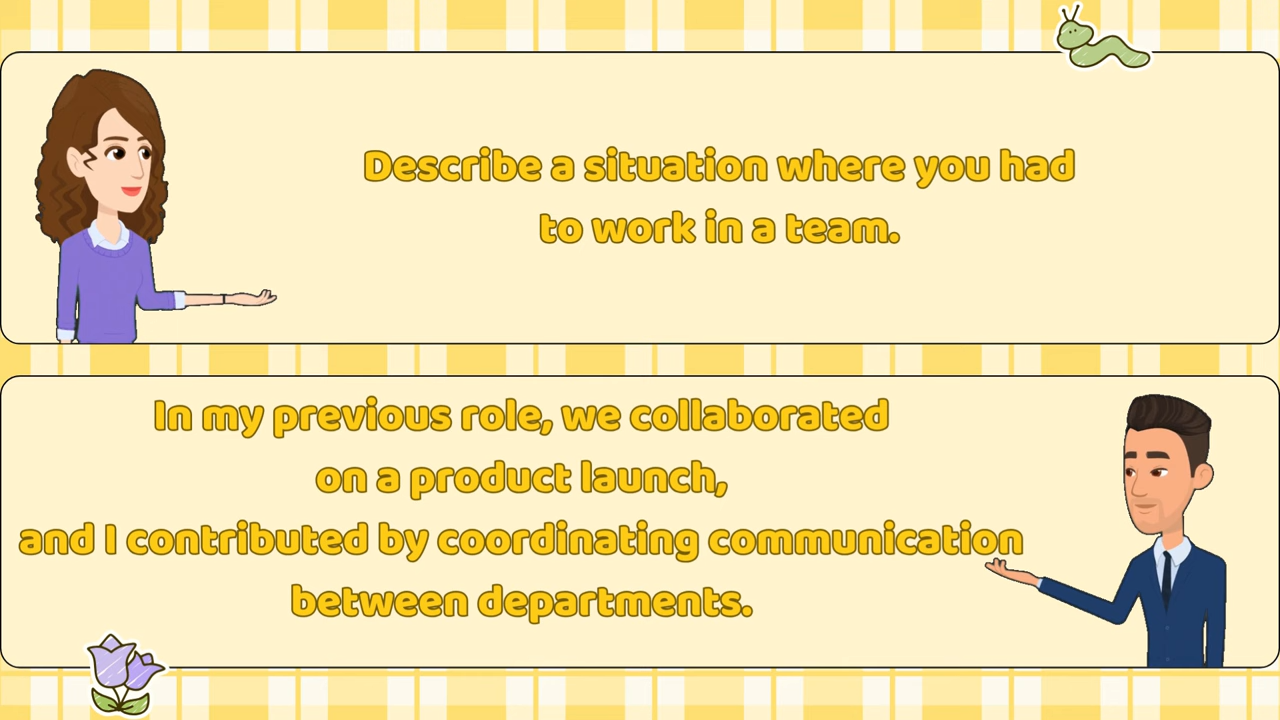 Describe a situation where you had
to work in a team.
In my previous role, we collaborated
on a product launch,
and I contributed by coordinating communication
between departments.